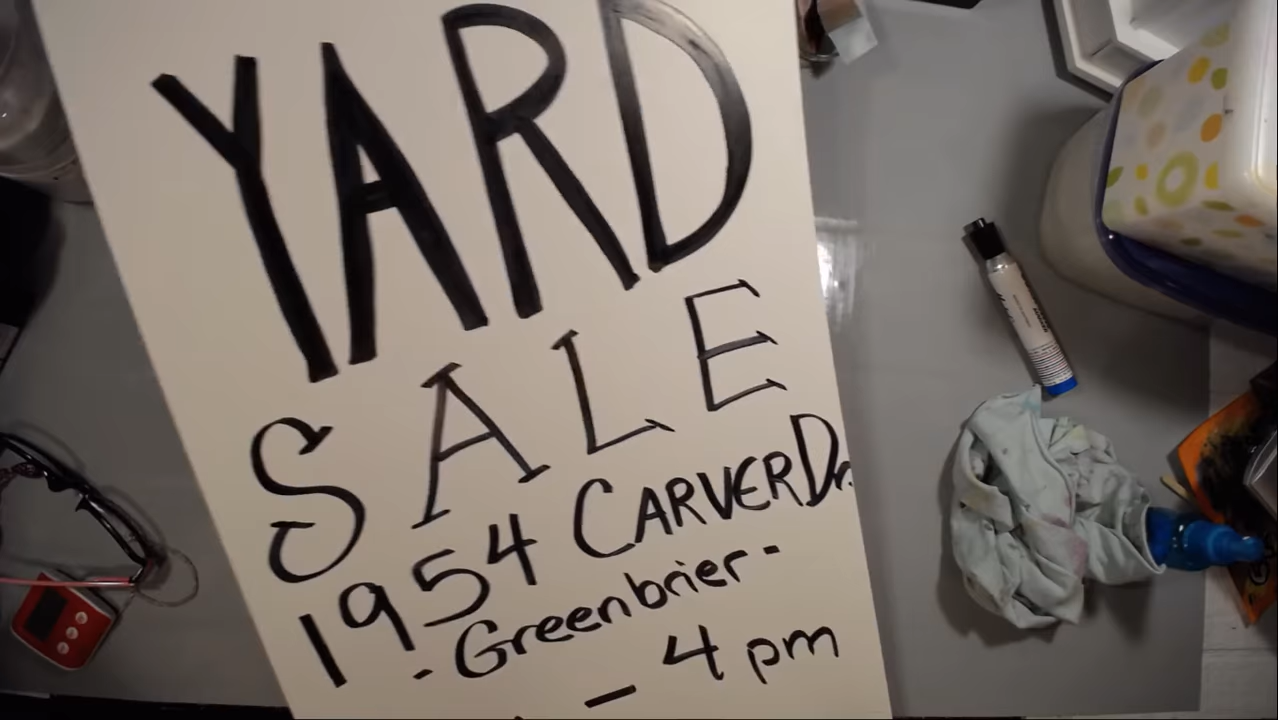 YARD
SALE
1954 CARVER Dr.
- Greenbrier -
– 4 pm